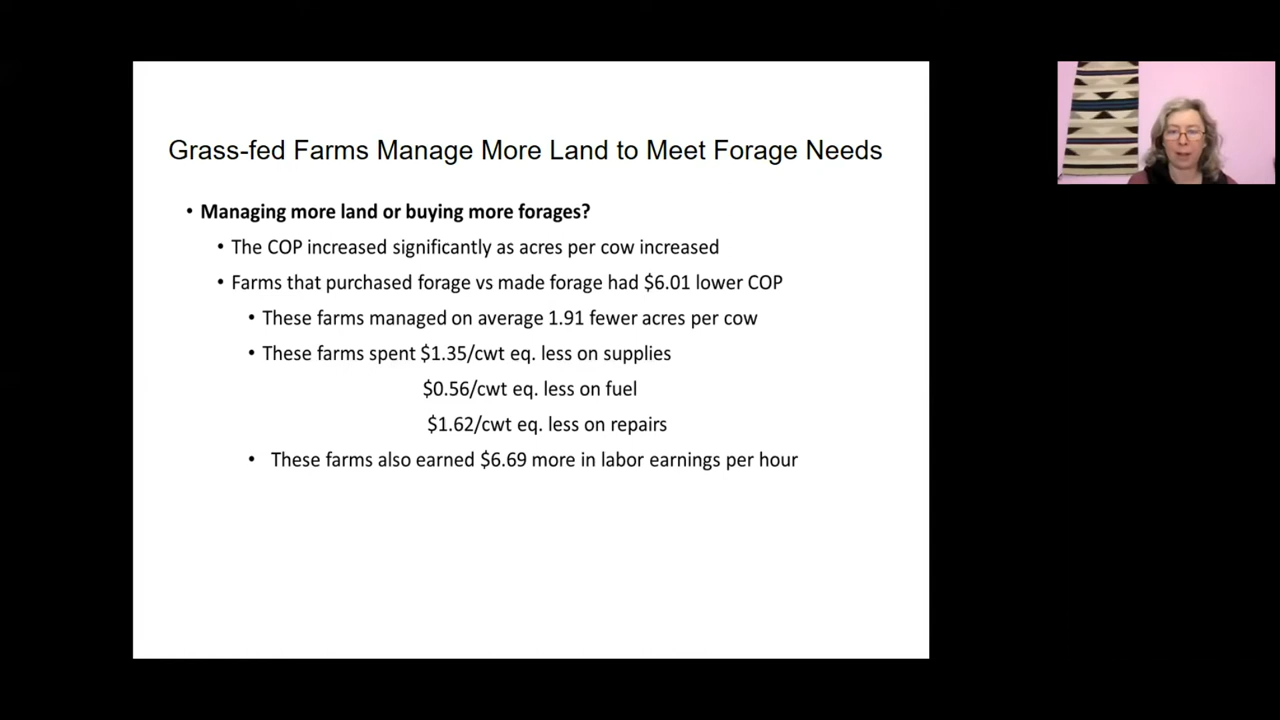 Grass-fed Farms Manage More Land to Meet Forage Needs
• Managing more land or buying more forages?
• The COP increased significantly as acres per cow increased
• Farms that purchased forage vs made forage had $6.01 lower COP
• These farms managed on average 1.91 fewer acres per cow
• These farms spent $1.35/cwt eq. less on supplies
$0.56/cwt eq. less on fuel
$1.62/cwt eq. less on repairs
• These farms also earned $6.69 more in labor earnings per hour